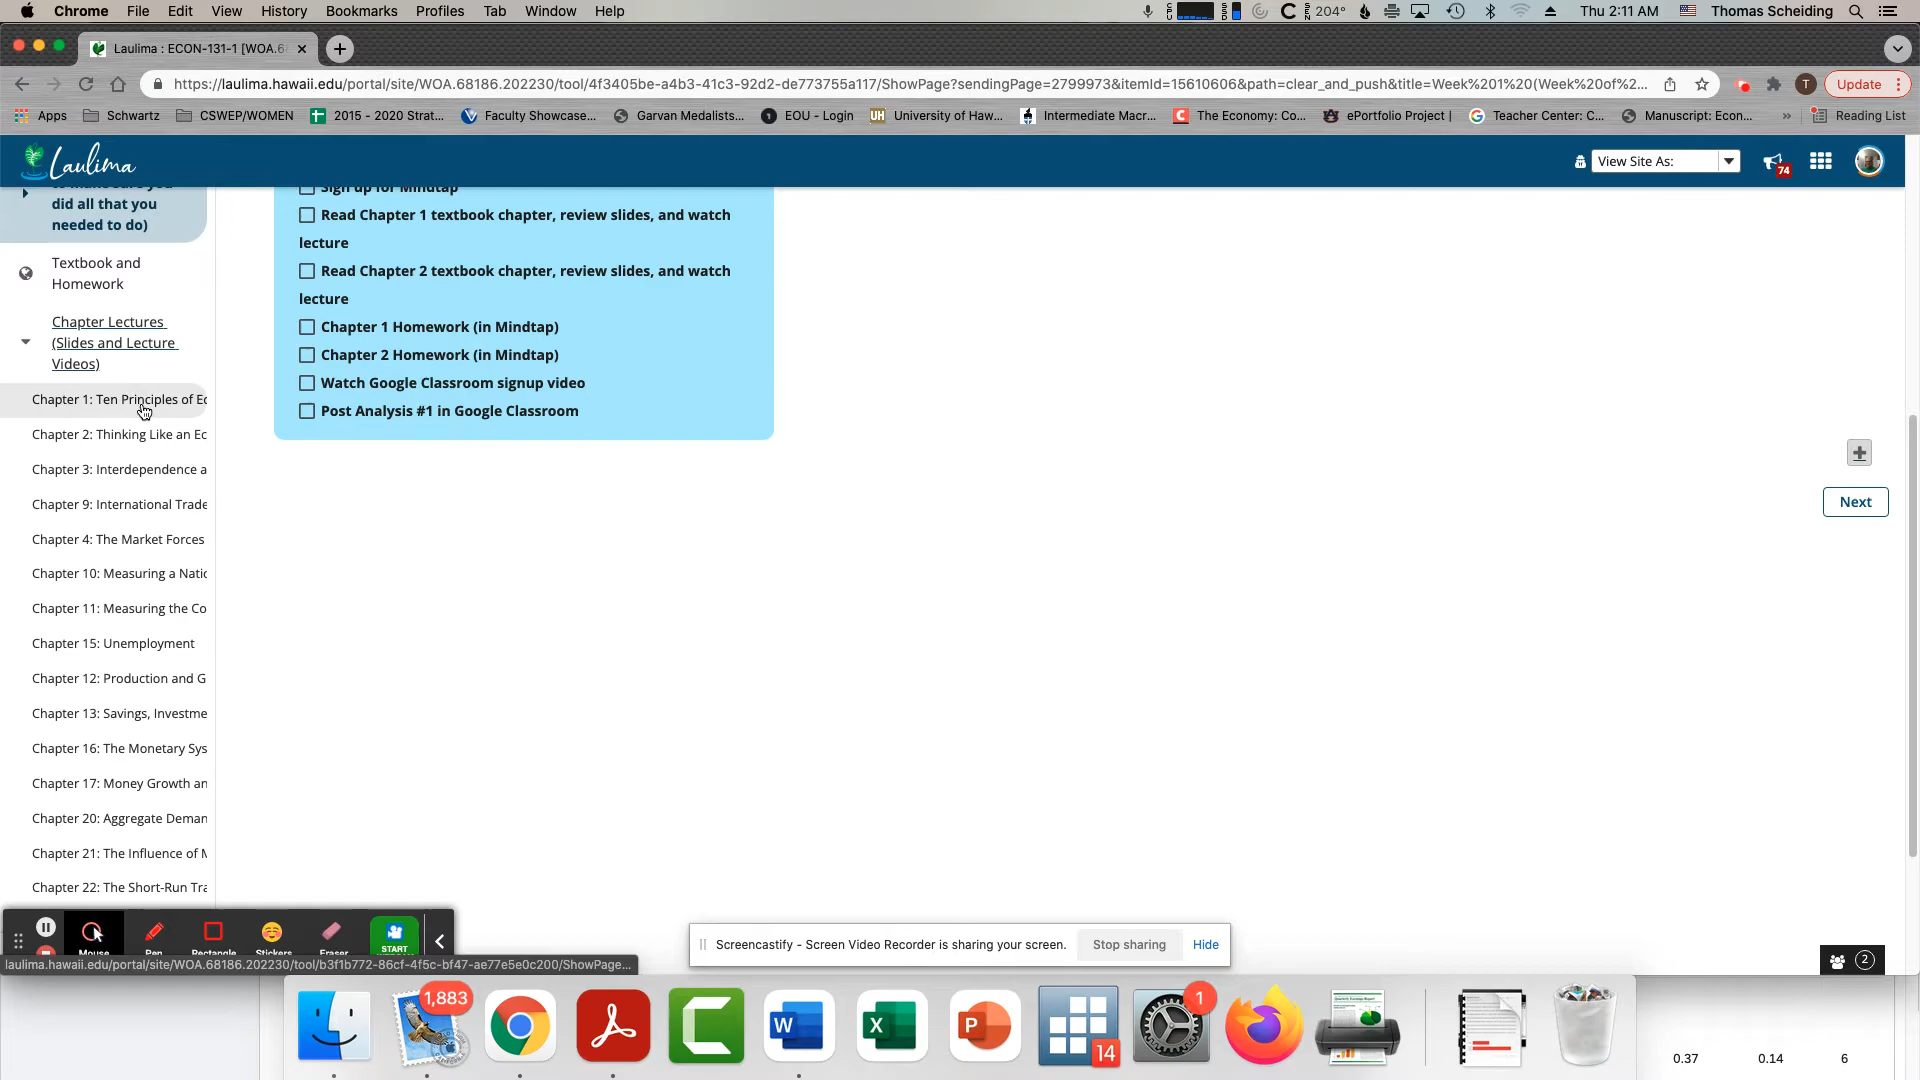 Chrome File Edit View History Bookmarks Profiles Tab Window Help
204° Thu 2:11 AM Thomas Scheiding
Laulima : ECON-131-1 [WOA.6
https://laulima.hawaii.edu/portal/site/WOA.68186.202230/tool/4f3405be-a4b3-41c3-92d2-de773755a117/ShowPage?sendingPage=2799973&itemId=15610606&path=clear_and_push&title=Week%201%20(Week%20of%2...
T
Update
Apps Schwartz CSWEP/WOMEN 2015 - 2020 Strat... Faculty Showcase... Garvan Medalists... EOU - Login University of Haw... Intermediate Macr... The Economy: Co... ePortfolio Project | Teacher Center: C... Manuscript: Econ... » Reading List
Laulima
View Site As:
74
to make sure you
did all that you
needed to do)
Textbook and
Homework
Chapter Lectures
(Slides and Lecture
Videos)
Chapter 1: Ten Principles of Ec
Chapter 2: Thinking Like an Ec
Chapter 3: Interdependence a
Chapter 9: International Trade
Chapter 4: The Market Forces
Chapter 10: Measuring a Natio
Chapter 11: Measuring the Co
Chapter 15: Unemployment
Chapter 12: Production and G
Chapter 13: Savings, Investme
Chapter 16: The Monetary Sys
Chapter 17: Money Growth an
Chapter 20: Aggregate Deman
Chapter 21: The Influence of M
Chapter 22: The Short-Run Tra
Sign up for Mindtap
Read Chapter 1 textbook chapter, review slides, and watch
lecture
Read Chapter 2 textbook chapter, review slides, and watch
lecture
Chapter 1 Homework (in Mindtap)
Chapter 2 Homework (in Mindtap)
Watch Google Classroom signup video
Post Analysis #1 in Google Classroom
Next
Mouse Pen Rectangle Stickers Eraser START
laulima.hawaii.edu/portal/site/WOA.68186.202230/tool/b3f1b772-86cf-4f5c-bf47-ae77e5e0c200/ShowPage...
Screencastify - Screen Video Recorder is sharing your screen. Stop sharing Hide
2
1,883
W
X
P
14
1
0.37 0.14 6